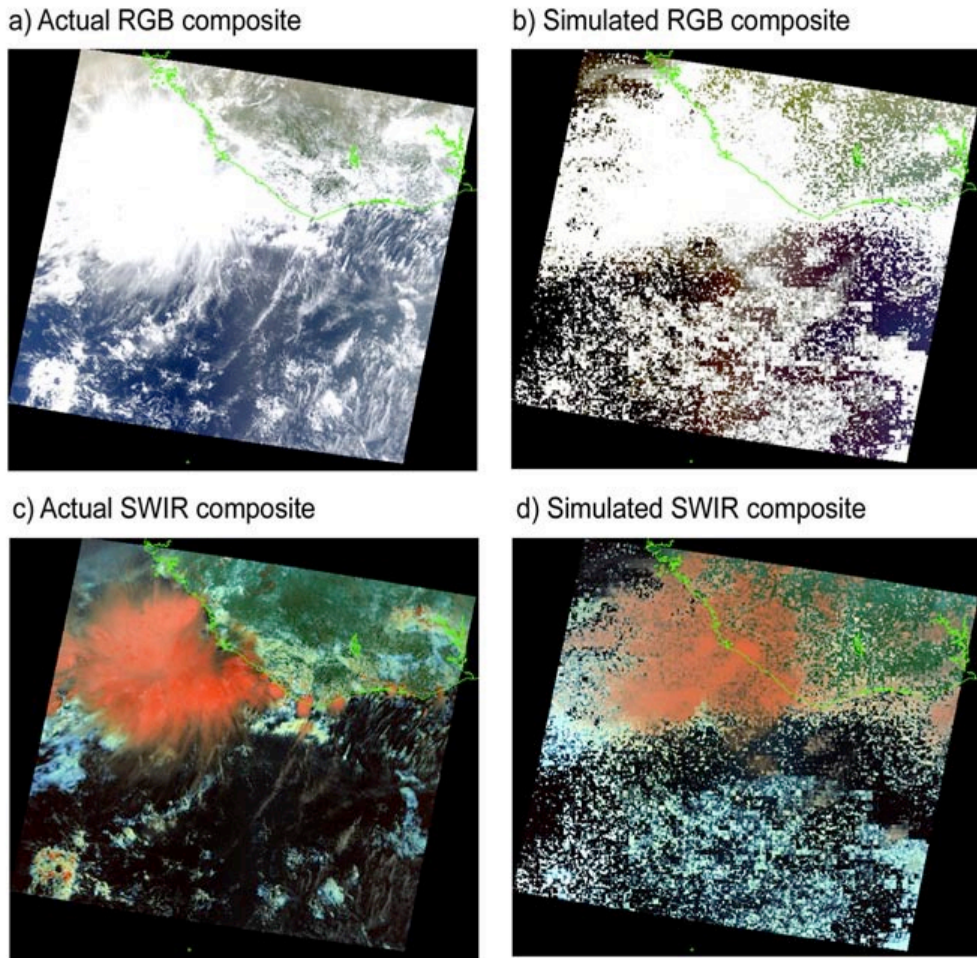 a) Actual RGB composite
b) Simulated RGB composite
c) Actual SWIR composite
d) Simulated SWIR composite